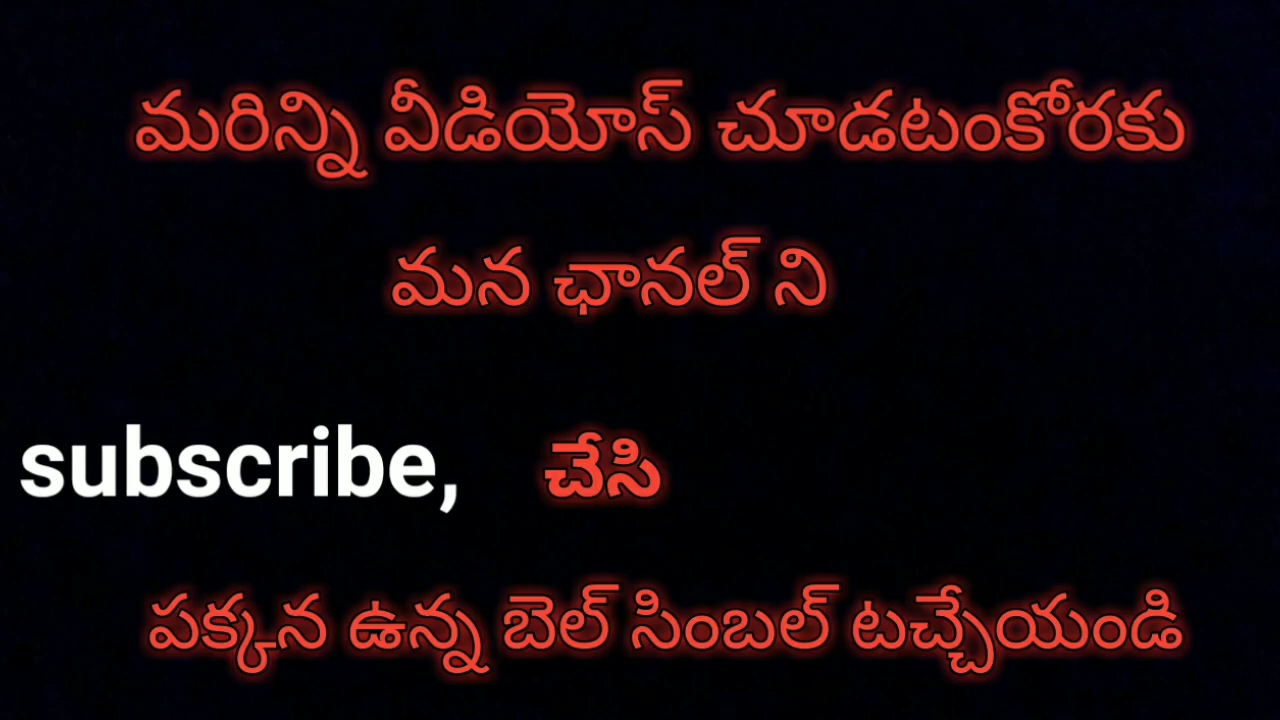 మరిన్ని వీడియోస్ చూడటంకోరకు
మన ఛానల్ ని
subscribe, చేసి
పక్కన ఉన్న బెల్ సింబల్ టచ్చేయండి